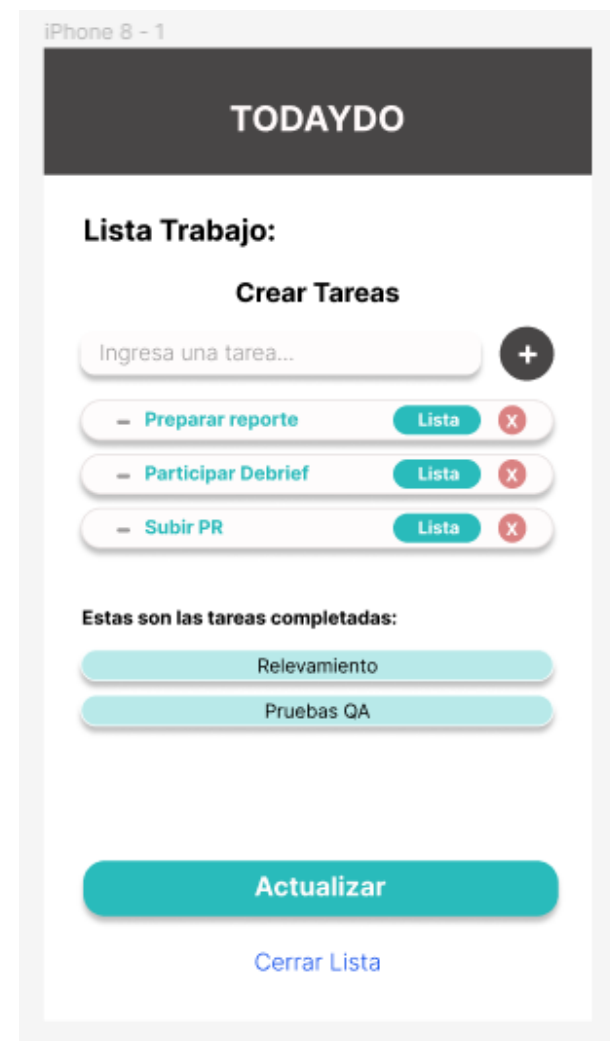 iPhone 8 - 1
TODAYDO
Lista Trabajo:
Crear Tareas
Ingresa una tarea...
+
- Preparar reporte Lista X
- Participar Debrief Lista X
- Subir PR Lista X
Estas son las tareas completadas:
Relevamiento
Pruebas QA
Actualizar
Cerrar Lista